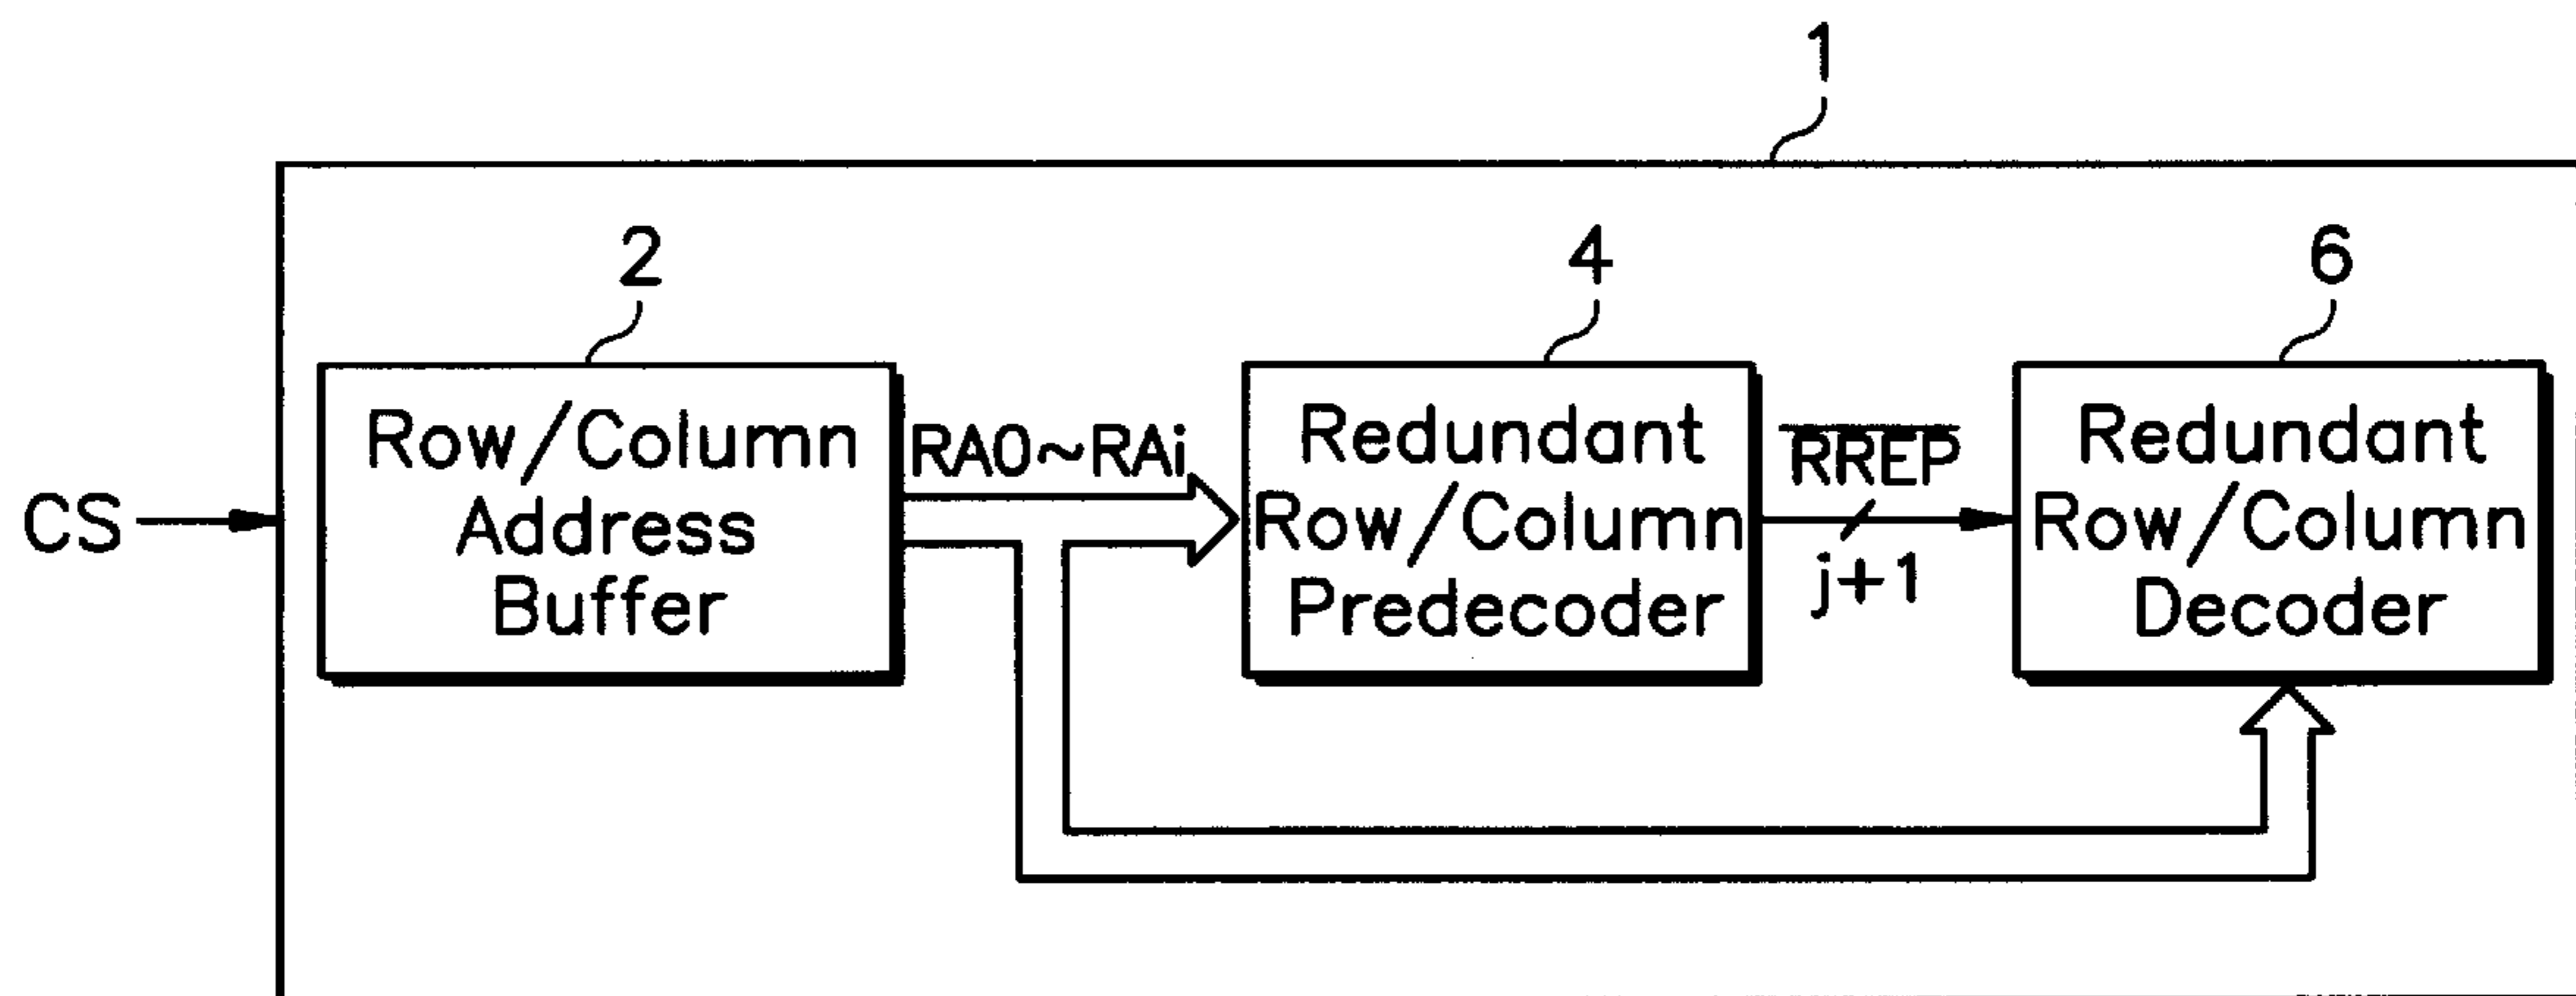 1
2
4
6
CS
Row/Column
Address
Buffer
RA0~RAi
Redundant
Row/Column
Predecoder
R̅R̅E̅P̅
j+1
Redundant
Row/Column
Decoder